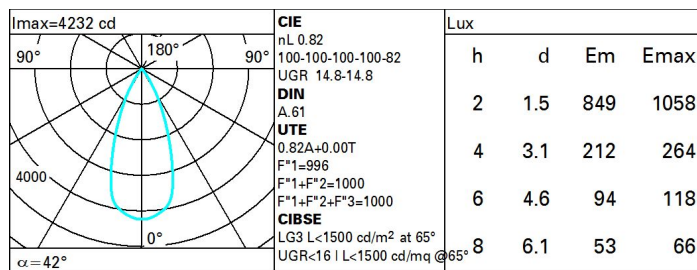 Imax=4232 cd
90° 180° 90°
4000
0°
α=42°
CIE
nL 0.82
100-100-100-100-82
UGR 14.8-14.8
DIN
A.61
UTE
0.82A+0.00T
F"1=996
F"1+F"2=1000
F"1+F"2+F"3=1000
CIBSE
LG3 L<1500 cd/m² at 65°
UGR<16 | L<1500 cd/mq @65°
Lux
h d Em Emax
2 1.5 849 1058
4 3.1 212 264
6 4.6 94 118
8 6.1 53 66